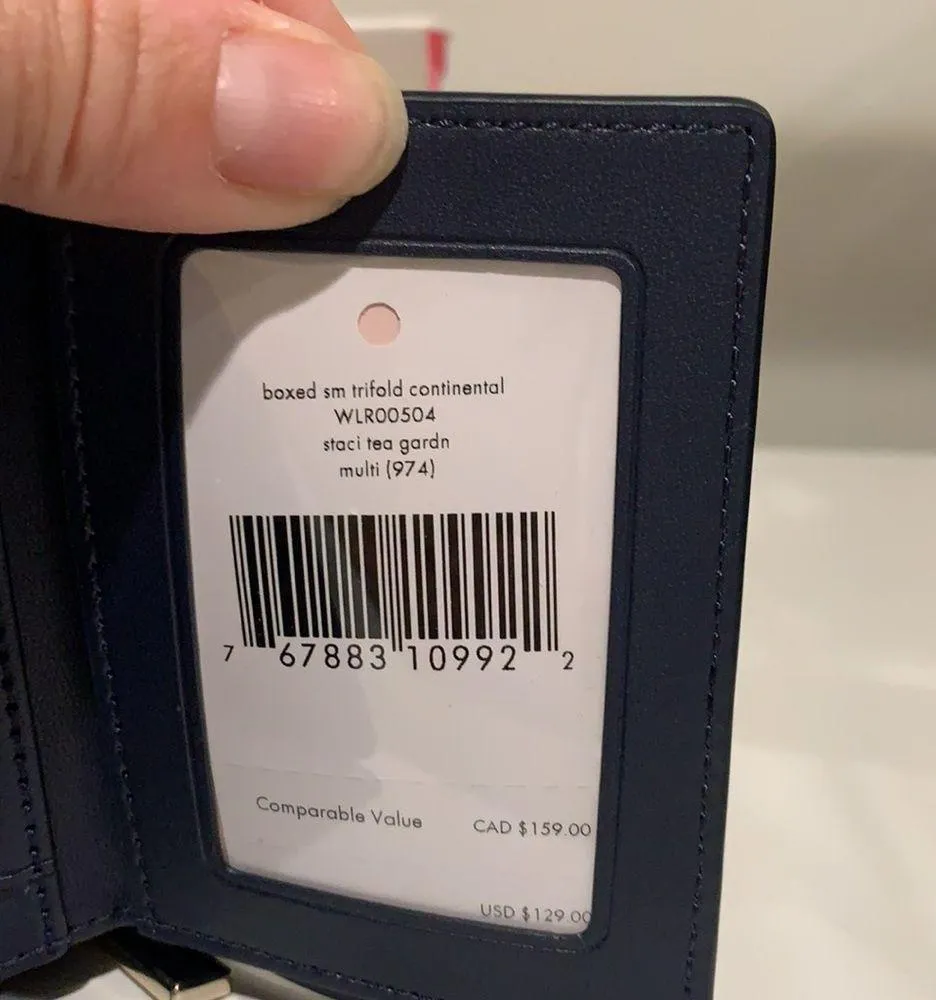 boxed sm trifold continental
WLR00504
staci tea gardn
multi (974)
7 67883 10992 2
Comparable Value CAD $159.00
USD $129.00